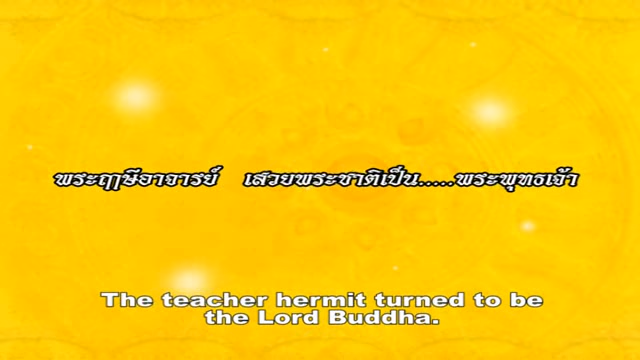 พระฤๅษีอาจารย์ เสวยพระชาติเป็น.....พระพุทธเจ้า
The teacher hermit turned to be
the Lord Buddha.